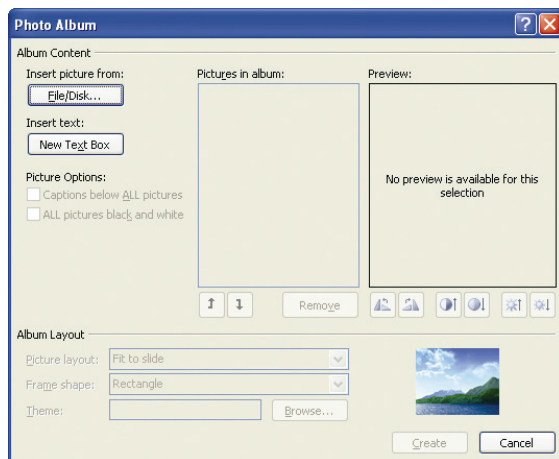 Photo Album
Album Content
Insert picture from:
File/Disk...
Insert text:
New Text Box
Picture Options:
Captions below ALL pictures
ALL pictures black and white
Pictures in album:
Remove
Preview:
No preview is available for this
selection
Album Layout
Picture layout: Fit to slide
Frame shape: Rectangle
Theme: Browse...
Create Cancel